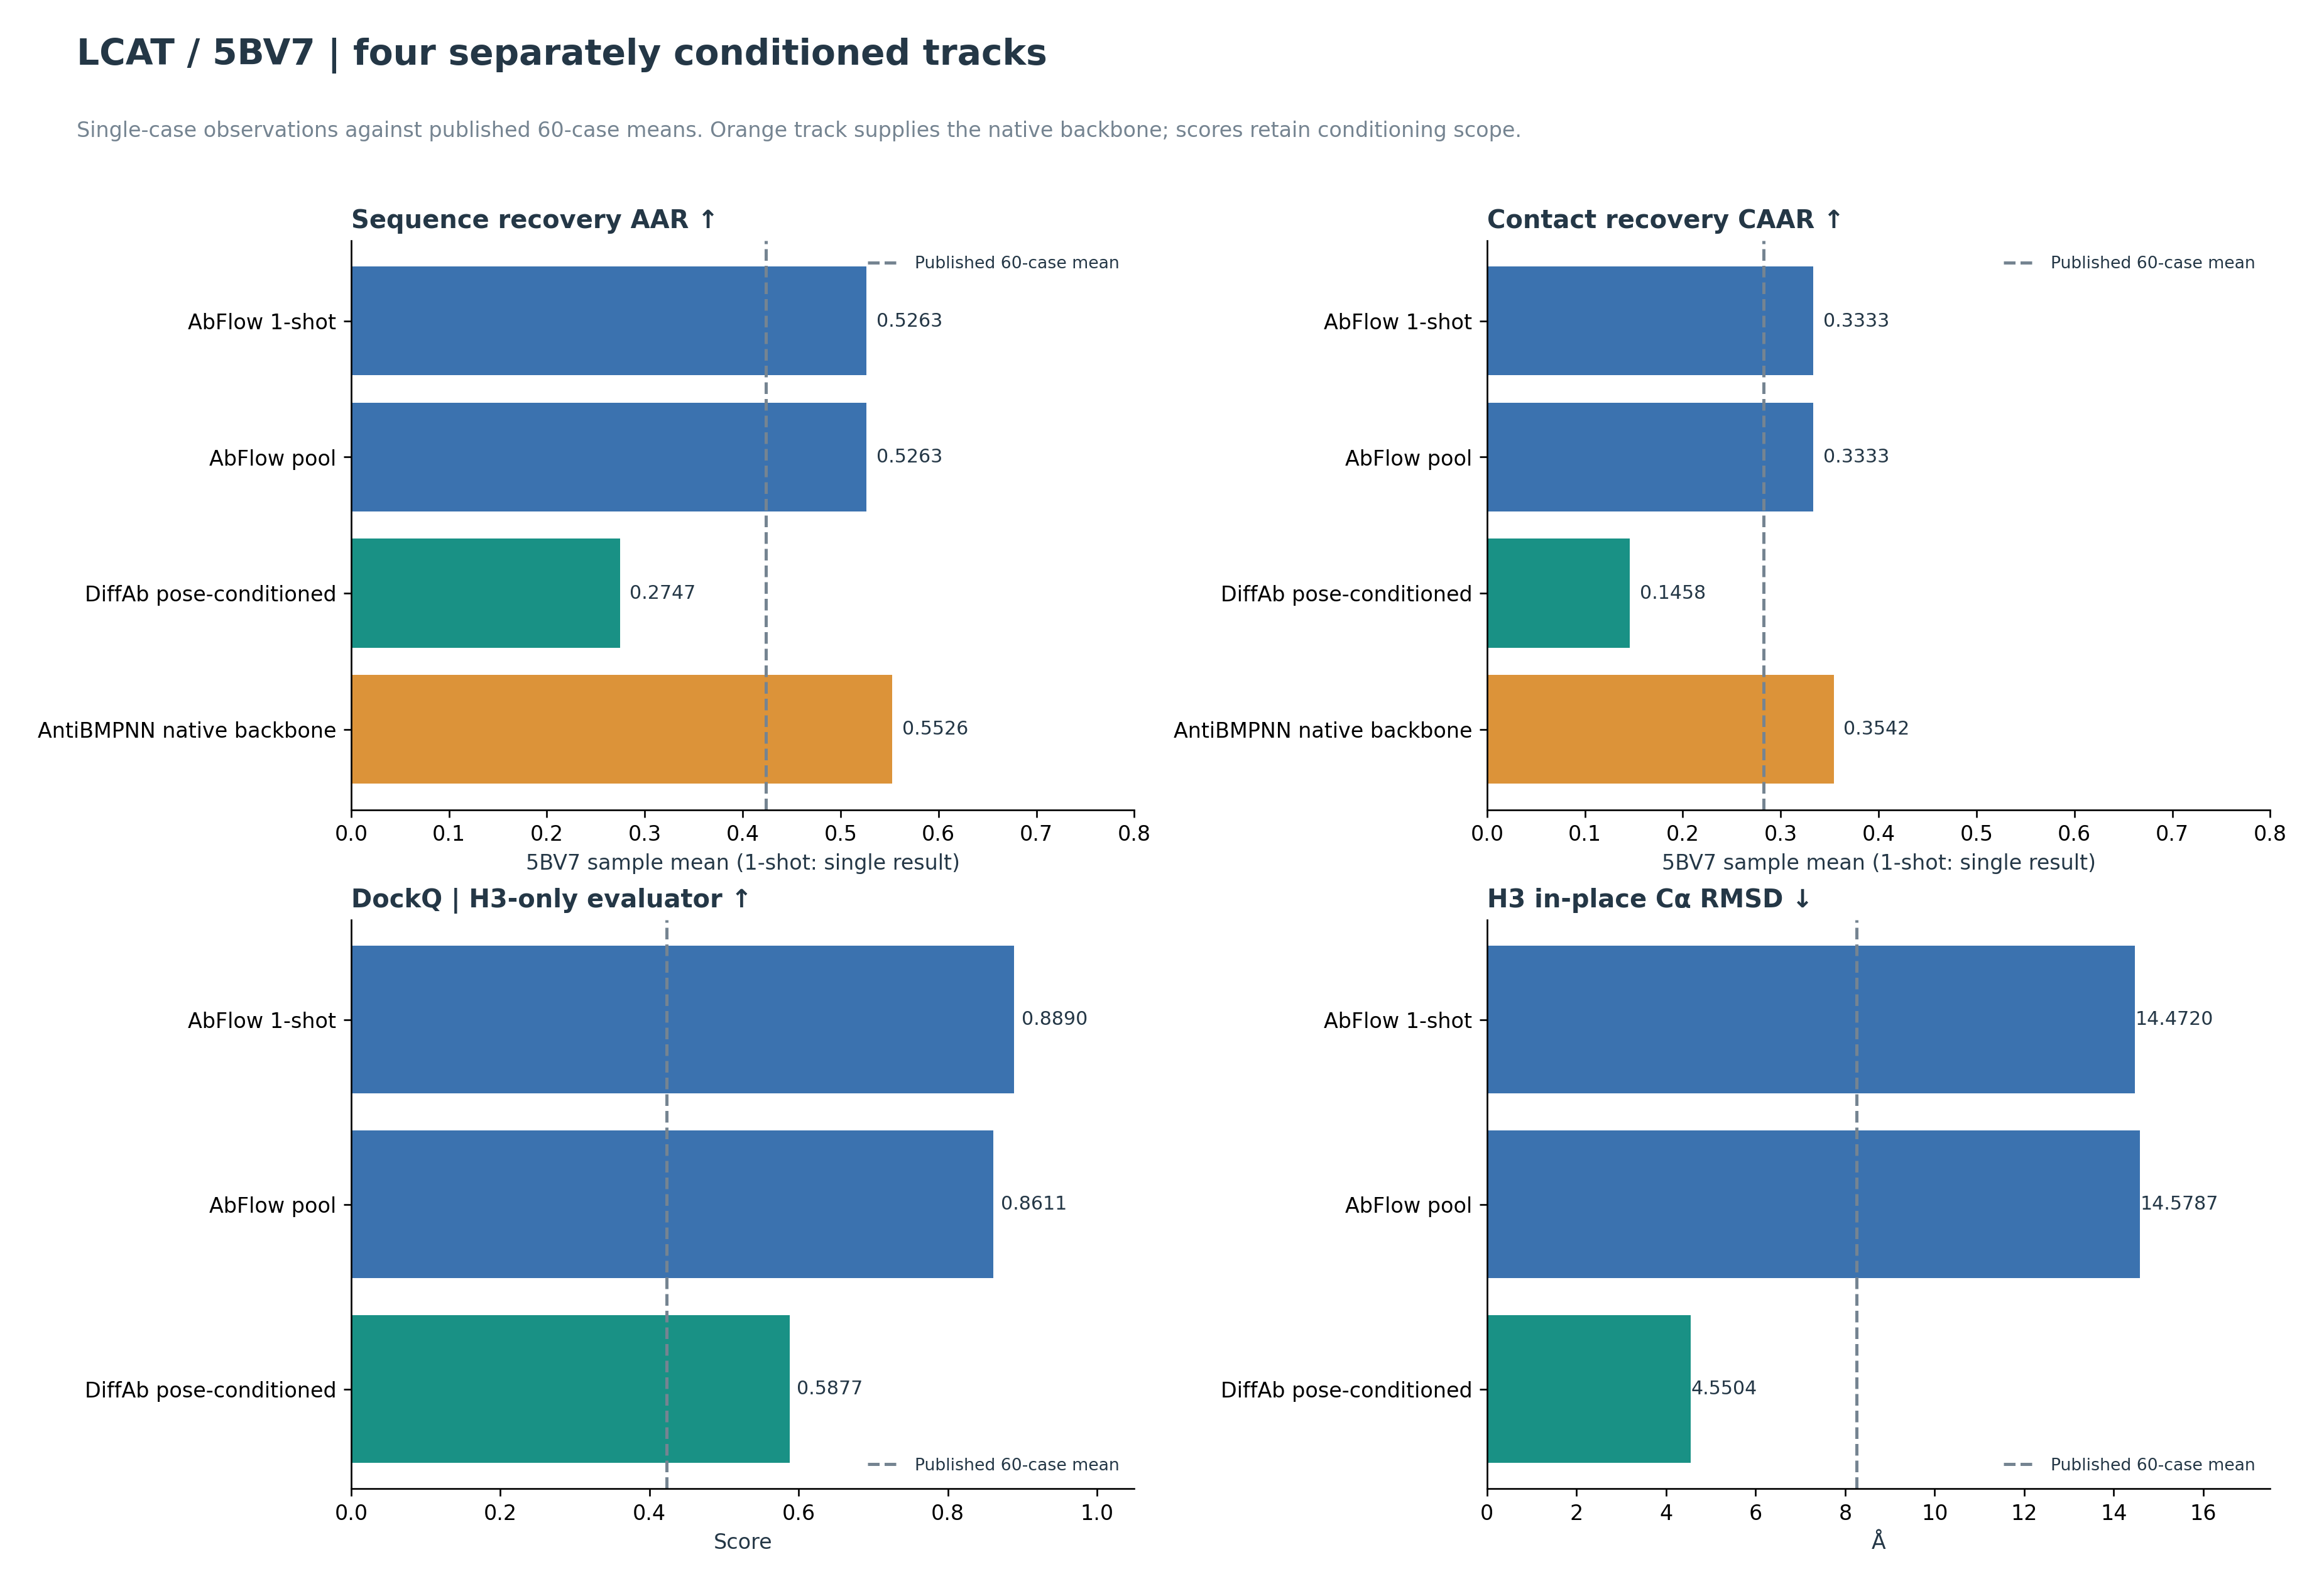 LCAT / 5BV7 | four separately conditioned tracks
Single-case observations against published 60-case means. Orange track supplies the native backbone; scores retain conditioning scope.
Sequence recovery AAR ↑
Published 60-case mean
AbFlow 1-shot
0.5263
AbFlow pool
0.5263
DiffAb pose-conditioned
0.2747
AntiBMPNN native backbone
0.5526
0.0 0.1 0.2 0.3 0.4 0.5 0.6 0.7 0.8
5BV7 sample mean (1-shot: single result)
Contact recovery CAAR ↑
Published 60-case mean
AbFlow 1-shot
0.3333
AbFlow pool
0.3333
DiffAb pose-conditioned
0.1458
AntiBMPNN native backbone
0.3542
0.0 0.1 0.2 0.3 0.4 0.5 0.6 0.7 0.8
5BV7 sample mean (1-shot: single result)
DockQ | H3-only evaluator ↑
AbFlow 1-shot
0.8890
AbFlow pool
0.8611
DiffAb pose-conditioned
0.5877
Published 60-case mean
0.0 0.2 0.4 0.6 0.8 1.0
Score
H3 in-place Cα RMSD ↓
AbFlow 1-shot
14.4720
AbFlow pool
14.5787
DiffAb pose-conditioned
4.5504
Published 60-case mean
0 2 4 6 8 10 12 14 16
Å